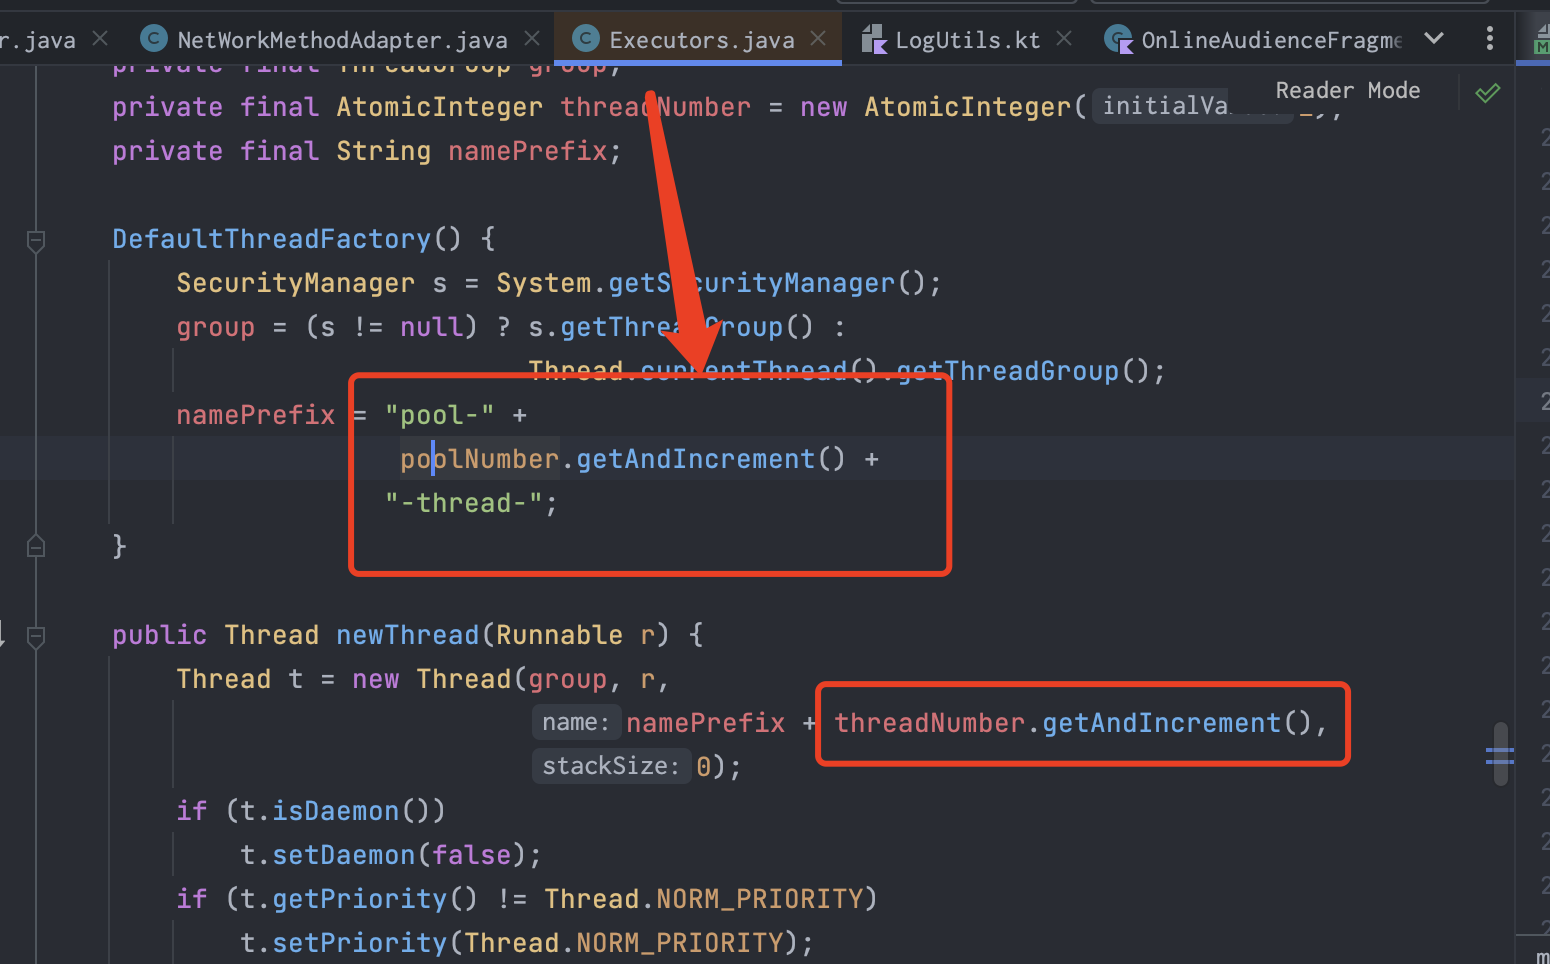 r.java NetWorkMethodAdapter.java Executors.java LogUtils.kt OnlineAudienceFragme
private final ThreadGroup group;
Reader Mode
private final AtomicInteger threadNumber = new AtomicInteger( initialVa
private final String namePrefix;
DefaultThreadFactory() {
SecurityManager s = System.getSecurityManager();
group = (s != null) ? s.getThreadGroup() :
Thread.currentThread().getThreadGroup();
namePrefix = "pool-" +
poolNumber.getAndIncrement() +
"-thread-";
}
public Thread newThread(Runnable r) {
Thread t = new Thread(group, r,
name: namePrefix + threadNumber.getAndIncrement(),
stackSize: 0);
if (t.isDaemon())
t.setDaemon(false);
if (t.getPriority() != Thread.NORM_PRIORITY)
t.setPriority(Thread.NORM_PRIORITY);